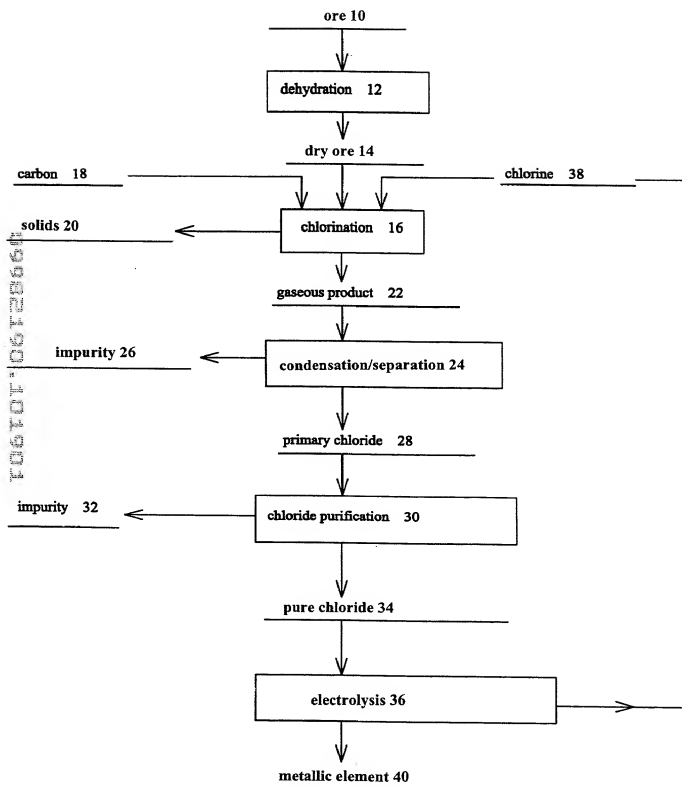 ore 10
dehydration 12
dry ore 14
carbon 18
chlorine 38
chlorination 16
solids 20
gaseous product 22
condensation/separation 24
impurity 26
primary chloride 28
chloride purification 30
impurity 32
pure chloride 34
electrolysis 36
metallic element 40